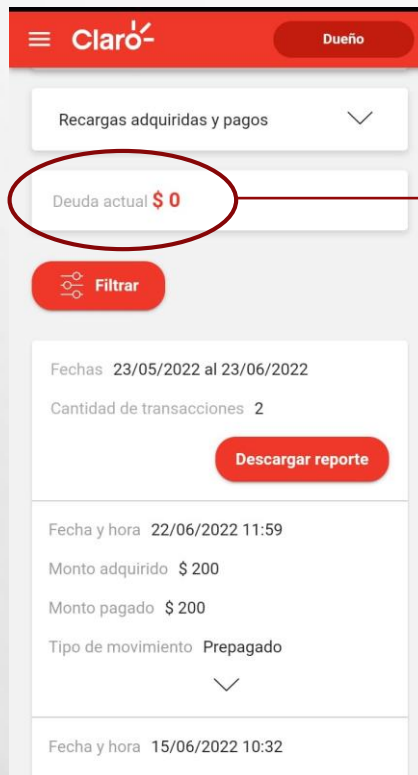 Claro
Dueño
Recargas adquiridas y pagos
Deuda actual $ 0
Filtrar
Fechas 23/05/2022 al 23/06/2022
Cantidad de transacciones 2
Descargar reporte
Fecha y hora 22/06/2022 11:59
Monto adquirido $ 200
Monto pagado $ 200
Tipo de movimiento Prepagado
Fecha y hora 15/06/2022 10:32